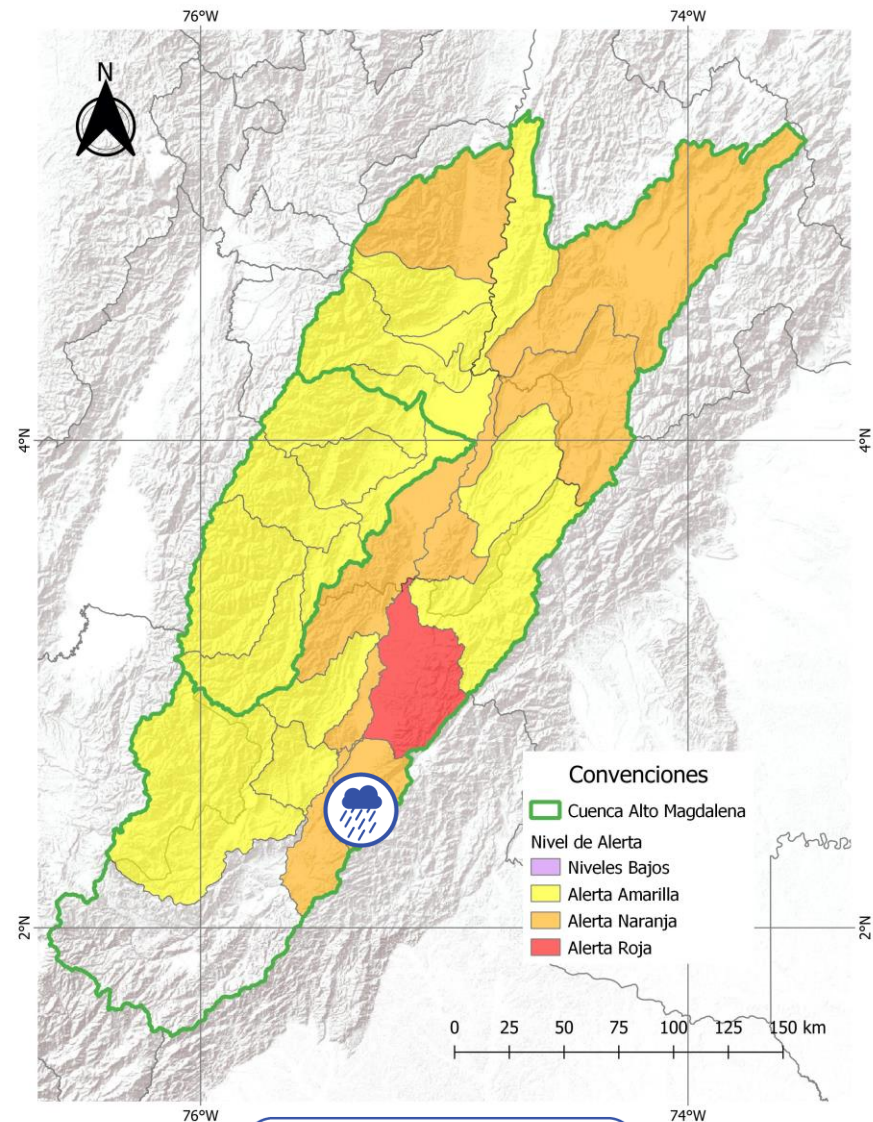 76°W 74°W
N
4°N 4°N
2°N 2°N
Convenciones
Cuenca Alto Magdalena
Nivel de Alerta
Niveles Bajos
Alerta Amarilla
Alerta Naranja
Alerta Roja
0 25 50 75 100 125 150 km
76°W 74°W